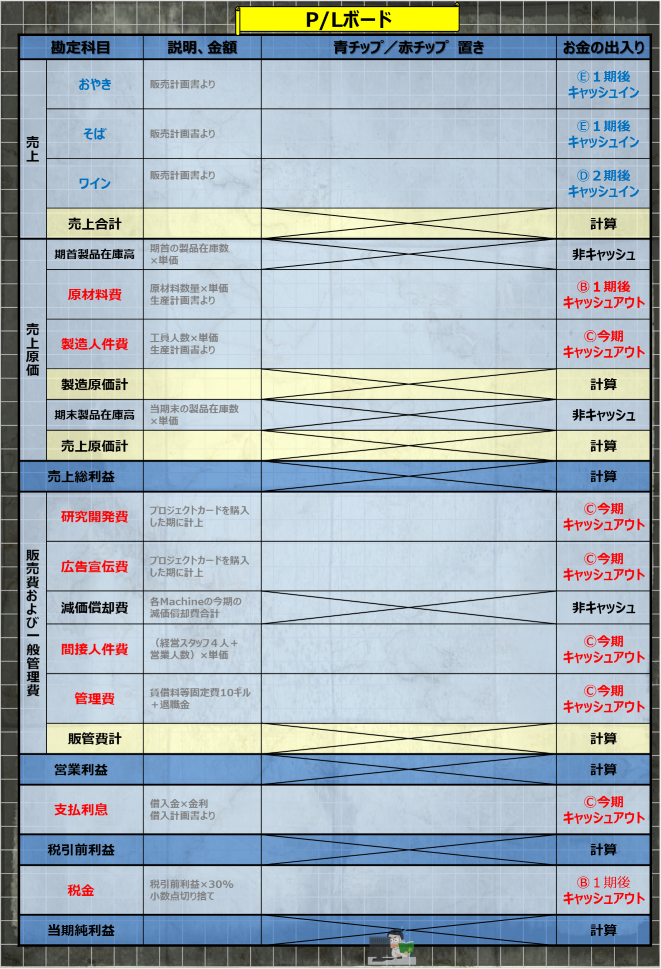 P/Lボード
勘定科目 説明、金額 青チップ／赤チップ 置き お金の出入り
売上
おやき 販売計画書より Ⓔ１期後
キャッシュイン
そば 販売計画書より Ⓔ１期後
キャッシュイン
ワイン 販売計画書より Ⓓ２期後
キャッシュイン
売上合計 計算
売上原価
期首製品在庫高 期首の製品在庫数
×単価 非キャッシュ
原材料費 原材料数量×単価
生産計画書より Ⓑ１期後
キャッシュアウト
製造人件費 工員人数×単価
生産計画書より Ⓒ今期
キャッシュアウト
製造原価計 計算
期末製品在庫高 当期末の製品在庫数
×単価 非キャッシュ
売上原価計 計算
売上総利益 計算
販売費および一般管理費
研究開発費 プロジェクトカードを購入
した期に計上 Ⓒ今期
キャッシュアウト
広告宣伝費 プロジェクトカードを購入
した期に計上 Ⓒ今期
キャッシュアウト
減価償却費 各Machineの今期の
減価償却費合計 非キャッシュ
間接人件費 （経営スタッフ４人＋
営業人数）×単価 Ⓒ今期
キャッシュアウト
管理費 賃借料等固定費10ギル
＋退職金 Ⓒ今期
キャッシュアウト
販管費計 計算
営業利益 計算
支払利息 借入金×金利
借入計画書より Ⓒ今期
キャッシュアウト
税引前利益 計算
税金 税引前利益×30%
小数点切り捨て Ⓑ１期後
キャッシュアウト
当期純利益 計算